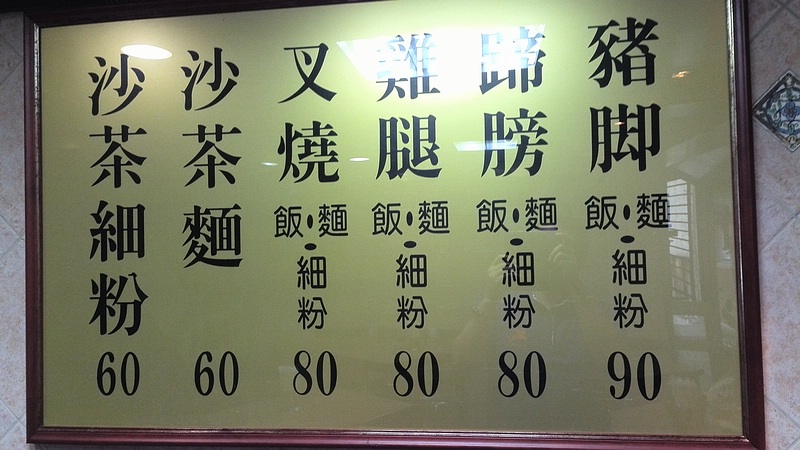 豬脚 飯·麵·細粉 90
蹄膀 飯·麵·細粉 80
雞腿 飯·麵·細粉 80
叉燒 飯·麵·細粉 80
沙茶麵 60
沙茶細粉 60